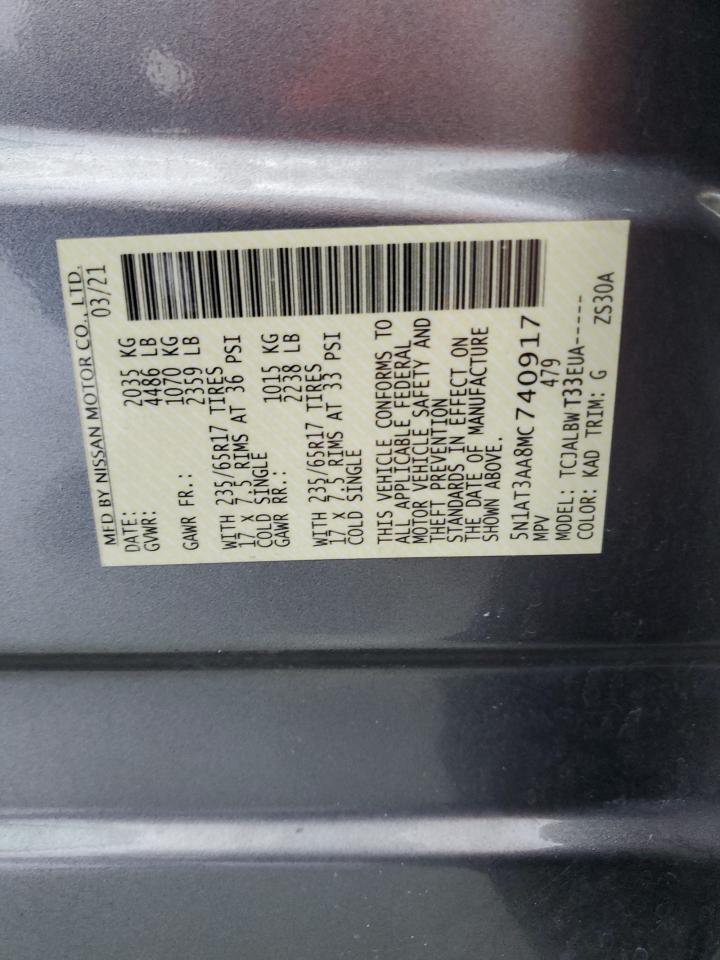 MFD BY NISSAN MOTOR CO., LTD.
DATE: 03/21
GVWR: 2035 KG
4486 LB
GAWR FR.: 1070 KG
2359 LB
WITH 235/65R17 TIRES
17 X 7.5 RIMS AT 36 PSI
COLD SINGLE
GAWR RR.: 1015 KG
2238 LB
WITH 235/65R17 TIRES
17 X 7.5 RIMS AT 33 PSI
COLD SINGLE
THIS VEHICLE CONFORMS TO
ALL APPLICABLE FEDERAL
MOTOR VEHICLE SAFETY AND
THEFT PREVENTION
STANDARDS IN EFFECT ON
THE DATE OF MANUFACTURE
SHOWN ABOVE.
5N1AT3AA8MC740917
MPV 479
MODEL: TCJALBW T33EUA-----
COLOR: KAD TRIM: G ZS30A